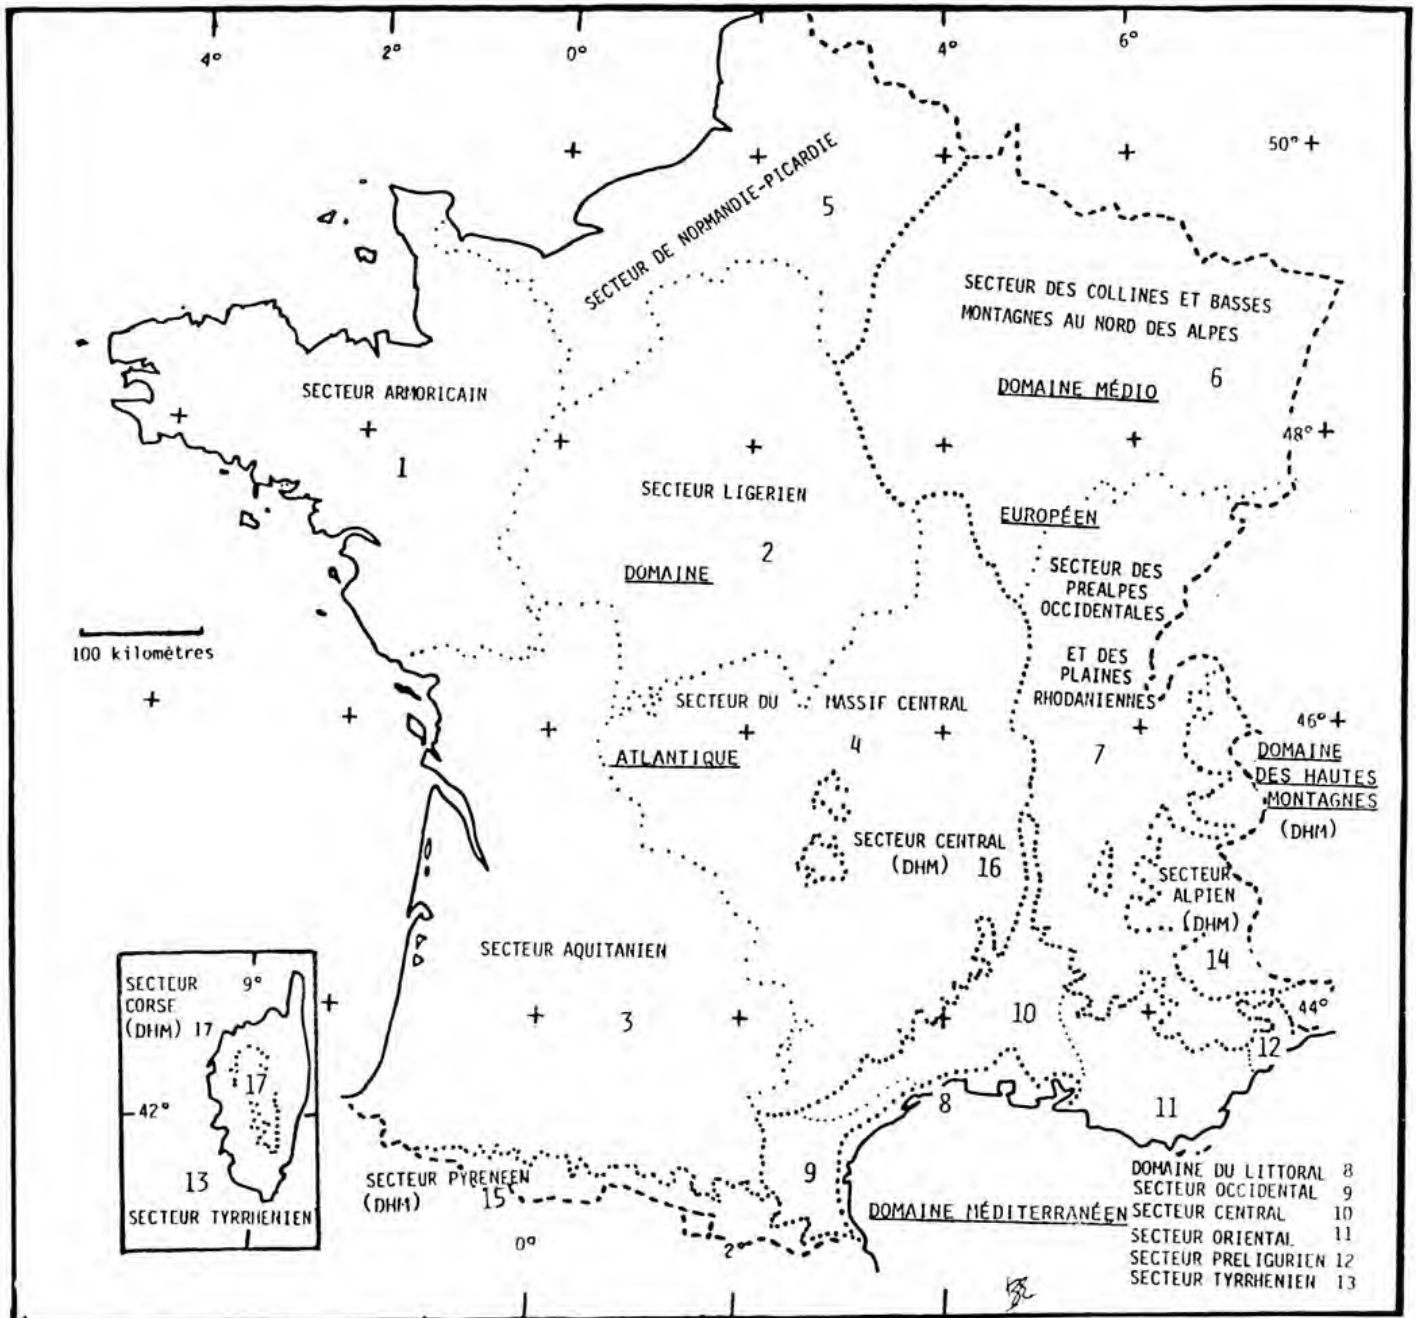 4° 2° 0° 4° 6°
50°
SECTEUR DE NORMANDIE-PICARDIE
5
SECTEUR DES COLLINES ET BASSES
MONTAGNES AU NORD DES ALPES
6
DOMAINE MÉDIO
SECTEUR ARMORICAIN
1
48°
SECTEUR LIGERIEN
2
EUROPÉEN
DOMAINE
SECTEUR DES
PREALPES
OCCIDENTALES
ET DES
PLAINES
RHODANIENNES
7
100 kilomètres
SECTEUR DU MASSIF CENTRAL
4
46°
ATLANTIQUE
DOMAINE
DES HAUTES
MONTAGNES
(DHM)
SECTEUR CENTRAL
(DHM) 16
SECTEUR
ALPIEN
(DHM)
14
SECTEUR AQUITANIEN
3
10
44°
12
SECTEUR
CORSE
(DHM) 17
9°
17
42°
13
SECTEUR TYRRHENIEN
8
11
9
SECTEUR PYRENEEN
(DHM) 15
0° 2°
DOMAINE MÉDITERRANÉEN
DOMAINE DU LITTORAL 8
SECTEUR OCCIDENTAL 9
SECTEUR CENTRAL 10
SECTEUR ORIENTAL 11
SECTEUR PRELIGURIEN 12
SECTEUR TYRRHENIEN 13